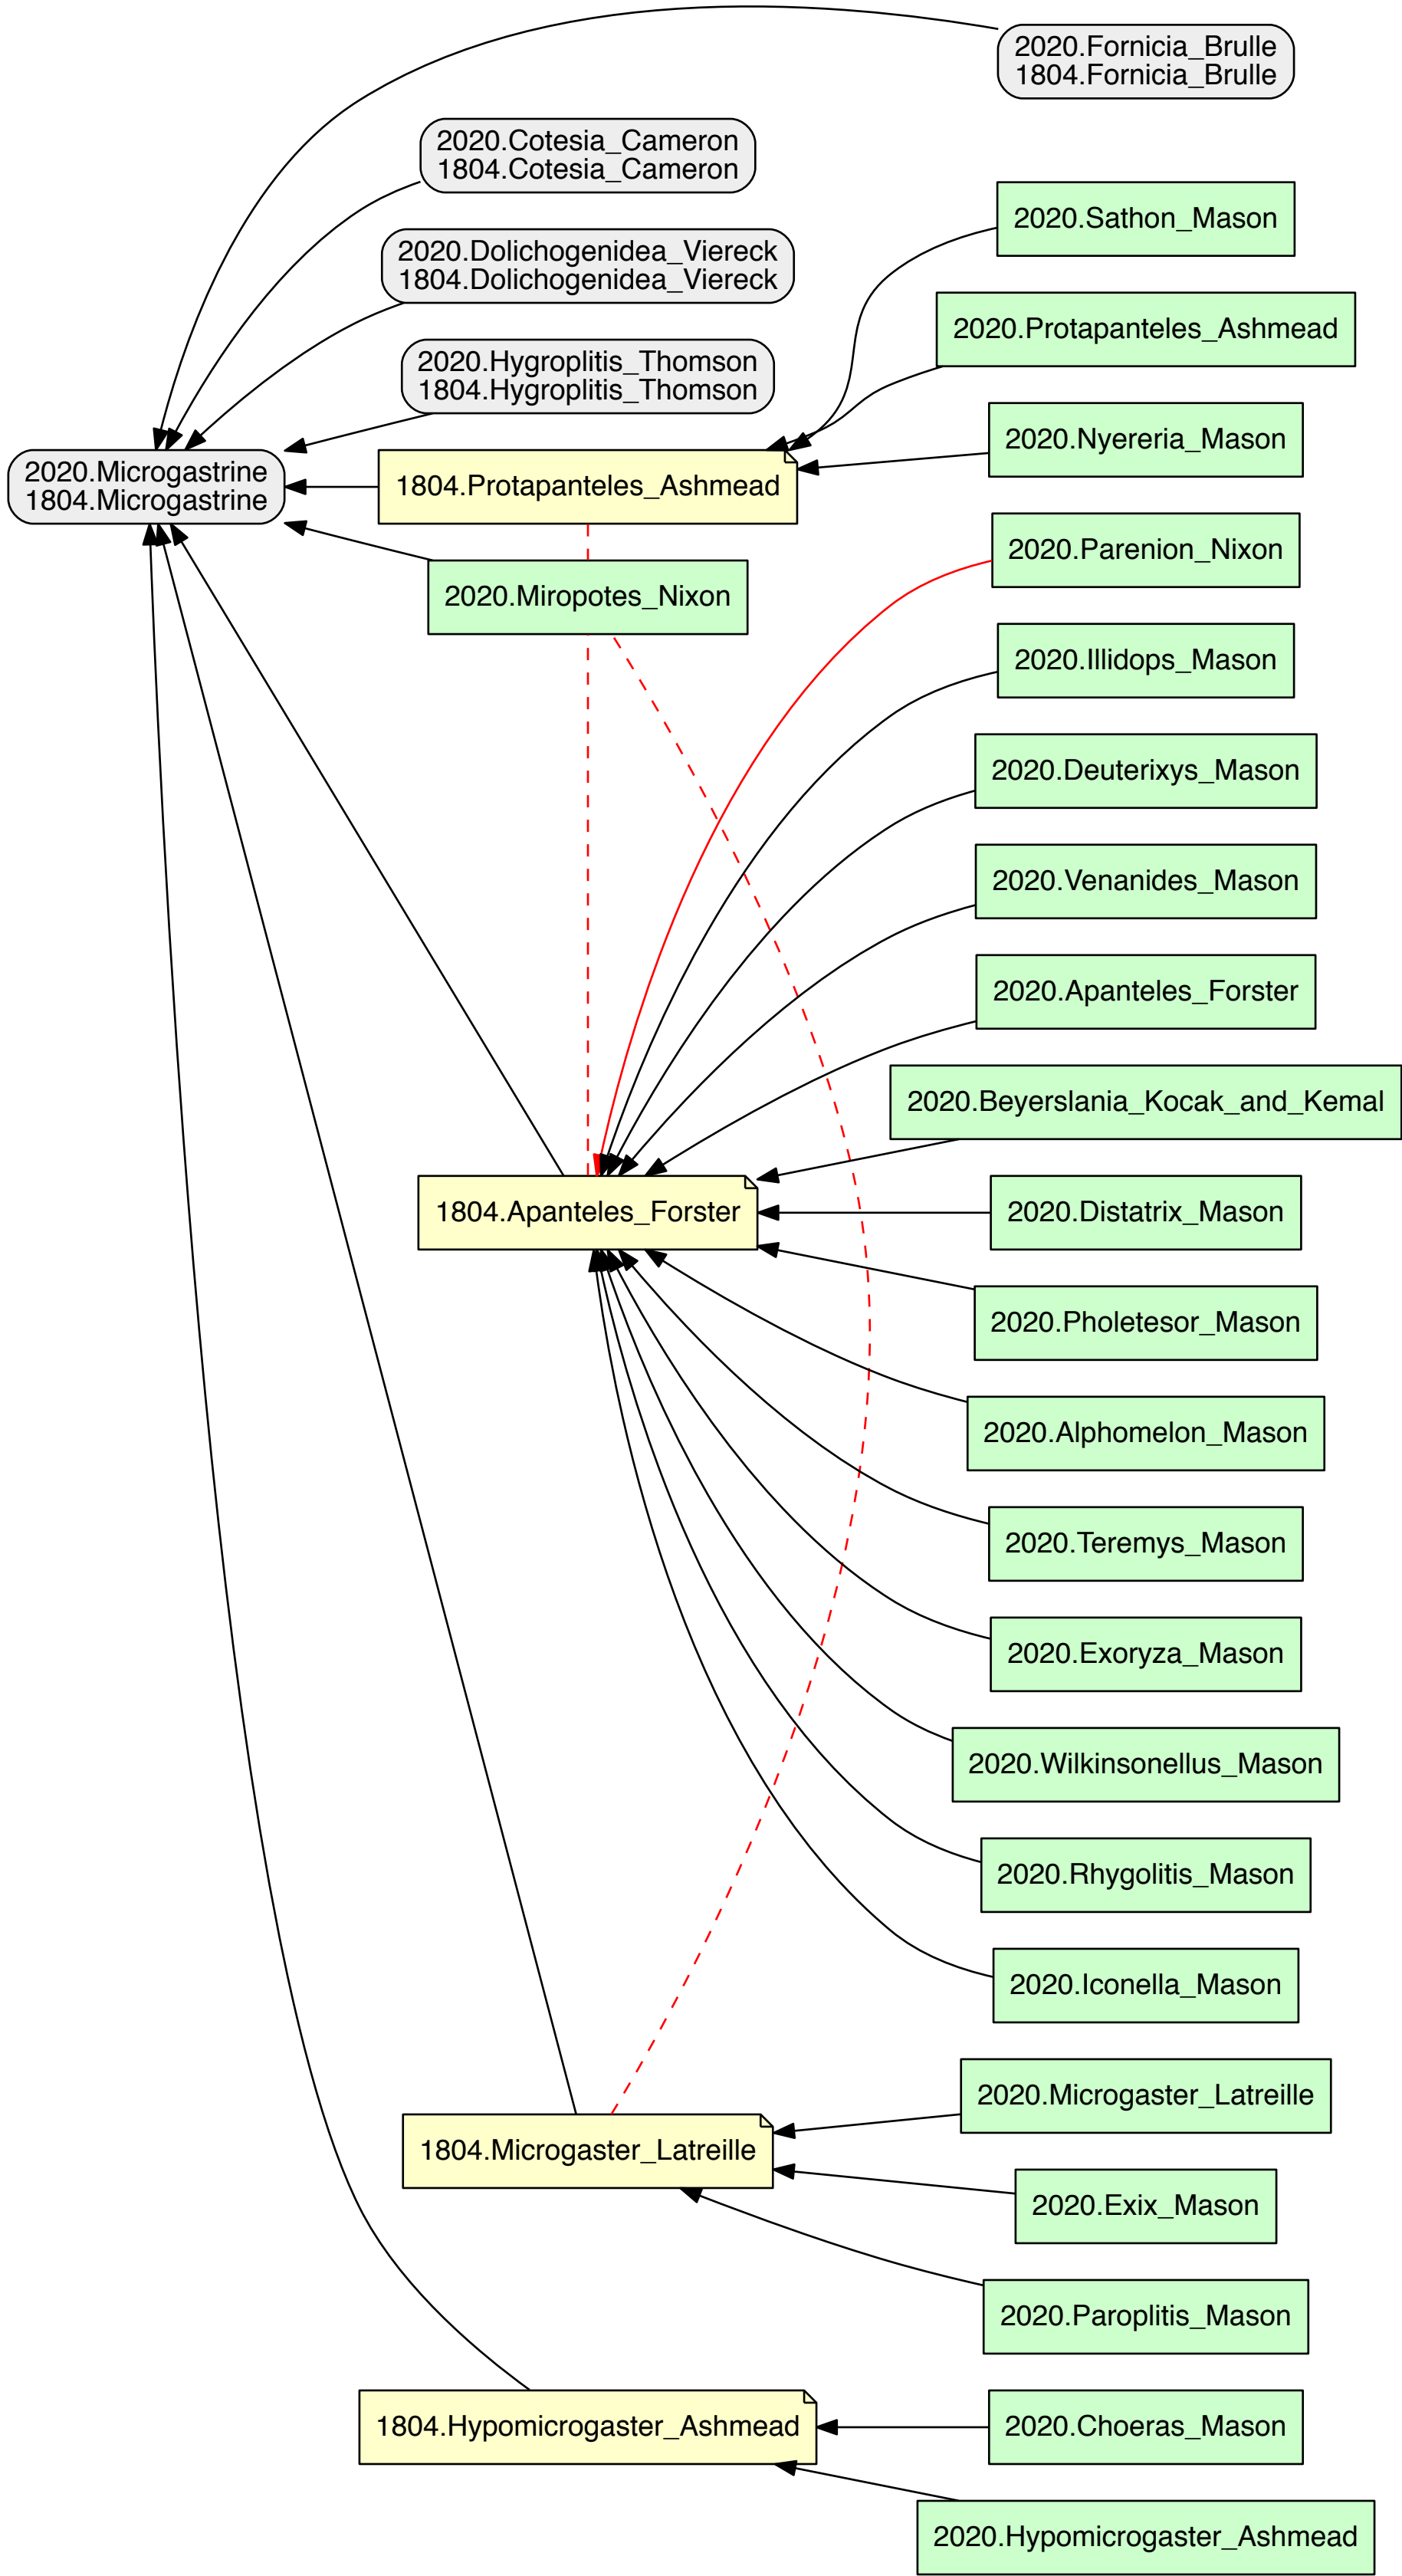 2020.Fornicia_Brulle
1804.Fornicia_Brulle
2020.Cotesia_Cameron
1804.Cotesia_Cameron
2020.Sathon_Mason
2020.Dolichogenidea_Viereck
1804.Dolichogenidea_Viereck
2020.Protapanteles_Ashmead
2020.Hygroplitis_Thomson
1804.Hygroplitis_Thomson
2020.Nyereria_Mason
2020.Microgastrine
1804.Microgastrine
1804.Protapanteles_Ashmead
2020.Parenion_Nixon
2020.Miropotes_Nixon
2020.Illidops_Mason
2020.Deuterixys_Mason
2020.Venanides_Mason
2020.Apanteles_Forster
2020.Beyerslania_Kocak_and_Kemal
1804.Apanteles_Forster
2020.Distatrix_Mason
2020.Pholetesor_Mason
2020.Alphomelon_Mason
2020.Teremys_Mason
2020.Exoryza_Mason
2020.Wilkinsonellus_Mason
2020.Rhygolitis_Mason
2020.Iconella_Mason
2020.Microgaster_Latreille
1804.Microgaster_Latreille
2020.Exix_Mason
2020.Paroplitis_Mason
1804.Hypomicrogaster_Ashmead
2020.Choeras_Mason
2020.Hypomicrogaster_Ashmead